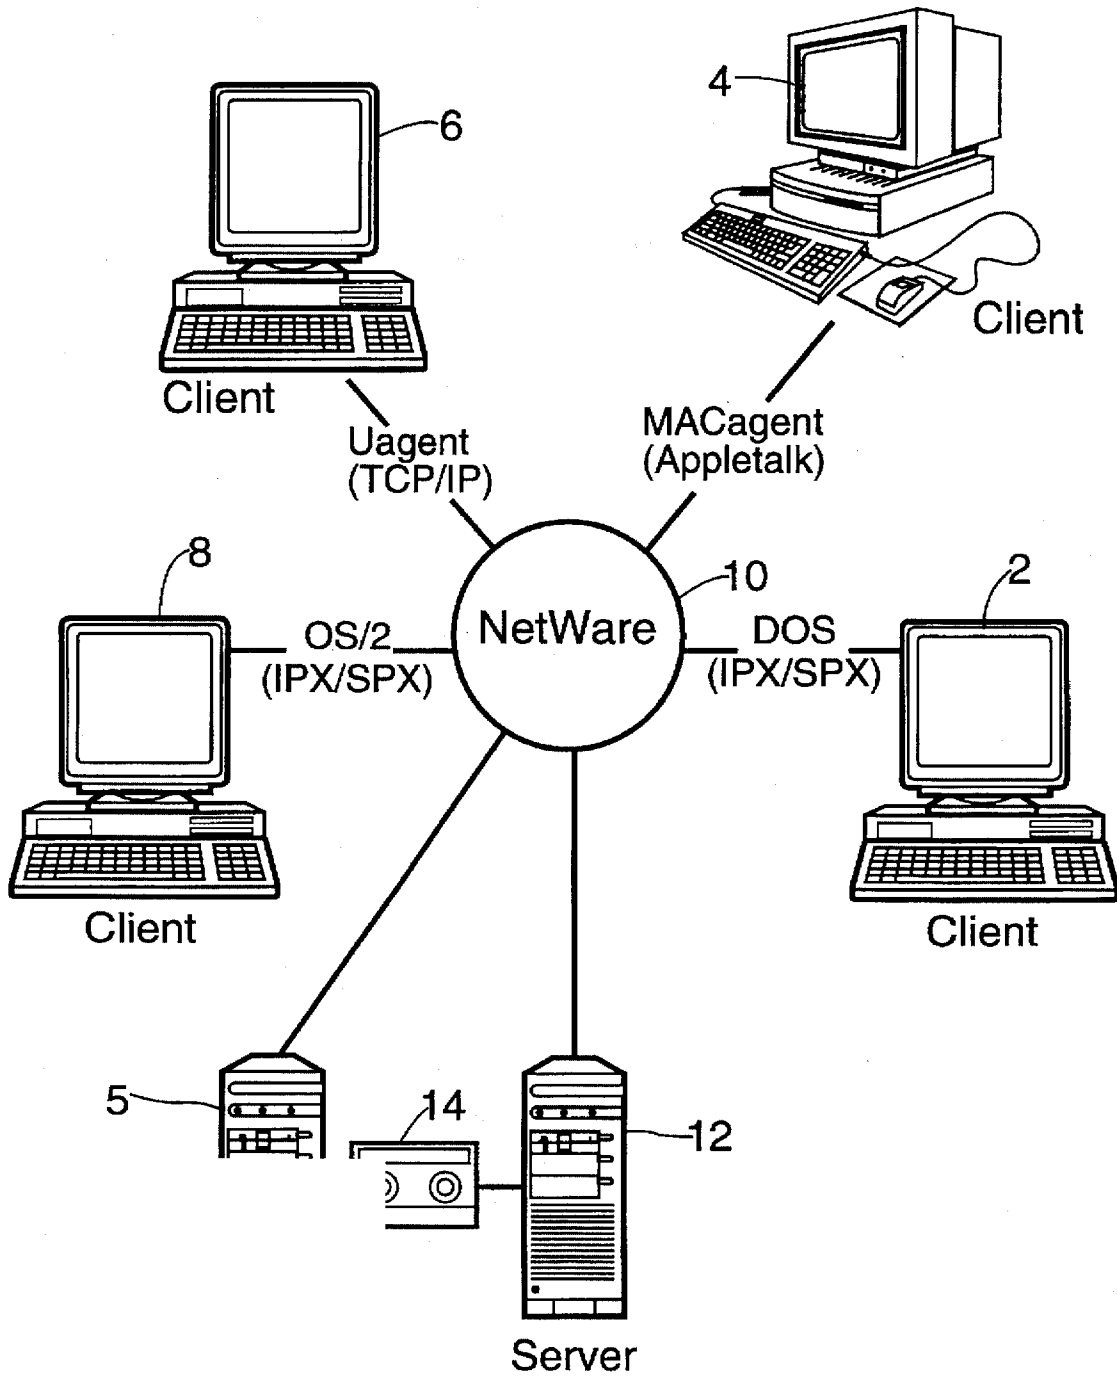 4
6
Client
Client
Uagent
(TCP/IP)
MACagent
(Appletalk)
8
10
2
NetWare
OS/2
(IPX/SPX)
DOS
(IPX/SPX)
Client
Client
5
14
12
Server